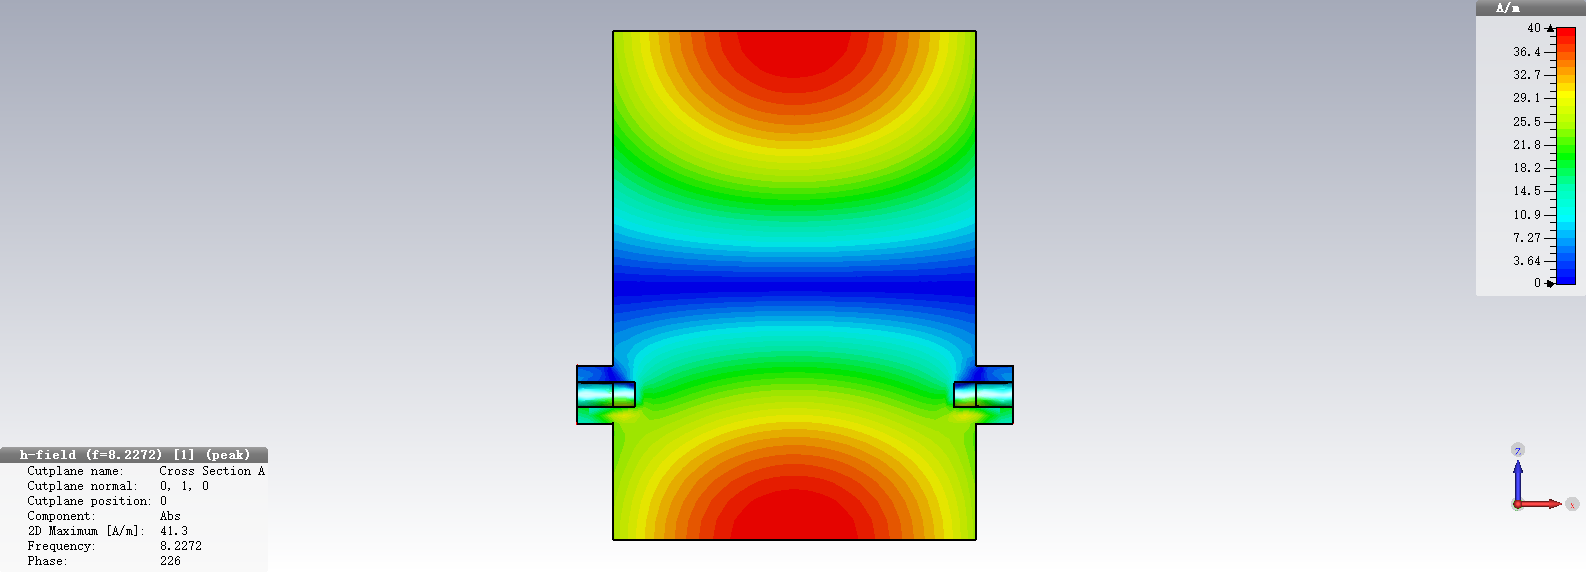 A/m
40
36.4
32.7
29.1
25.5
21.8
18.2
14.5
10.9
7.27
3.64
0
h-field (f=8.2272) [1] (peak)
Cutplane name: Cross Section A
Cutplane normal: 0, 1, 0
Cutplane position: 0
Component: Abs
2D Maximum [A/m]: 41.3
Frequency: 8.2272
Phase: 226
z
x